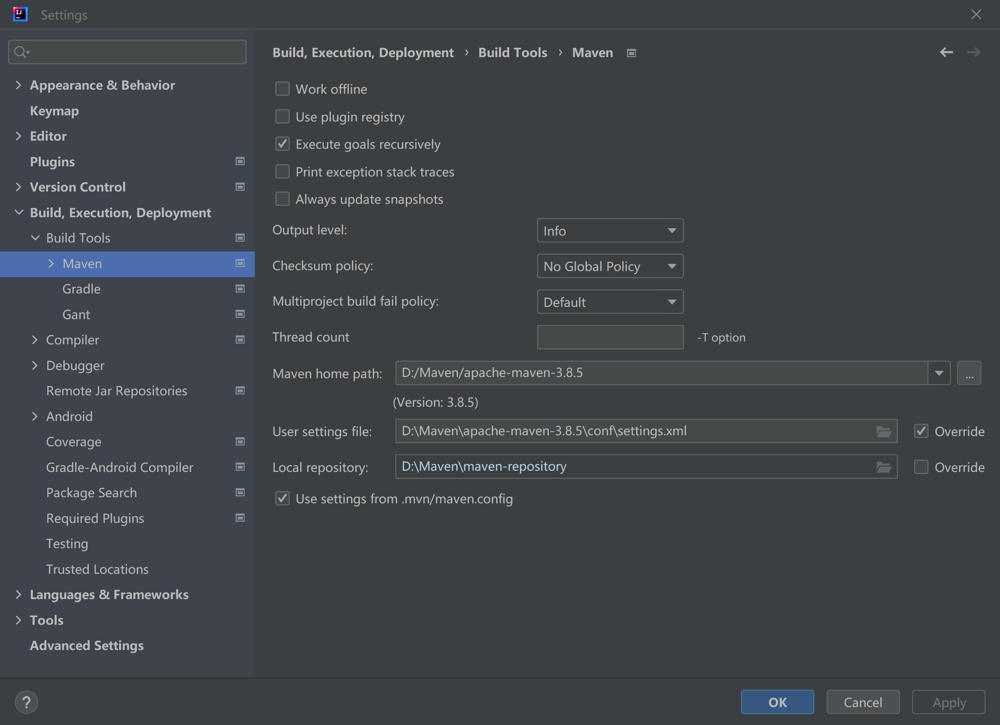 IJ
Settings
Appearance & Behavior
Keymap
Editor
Plugins
Version Control
Build, Execution, Deployment
Build Tools
Maven
Gradle
Gant
Compiler
Debugger
Remote Jar Repositories
Android
Coverage
Gradle-Android Compiler
Package Search
Required Plugins
Testing
Trusted Locations
Languages & Frameworks
Tools
Advanced Settings
Build, Execution, Deployment › Build Tools › Maven
Work offline
Use plugin registry
Execute goals recursively
Print exception stack traces
Always update snapshots
Output level: Info
Checksum policy: No Global Policy
Multiproject build fail policy: Default
Thread count -T option
Maven home path: D:/Maven/apache-maven-3.8.5 ...
(Version: 3.8.5)
User settings file: D:\Maven\apache-maven-3.8.5\conf\settings.xml Override
Local repository: D:\Maven\maven-repository Override
Use settings from .mvn/maven.config
? OK Cancel Apply